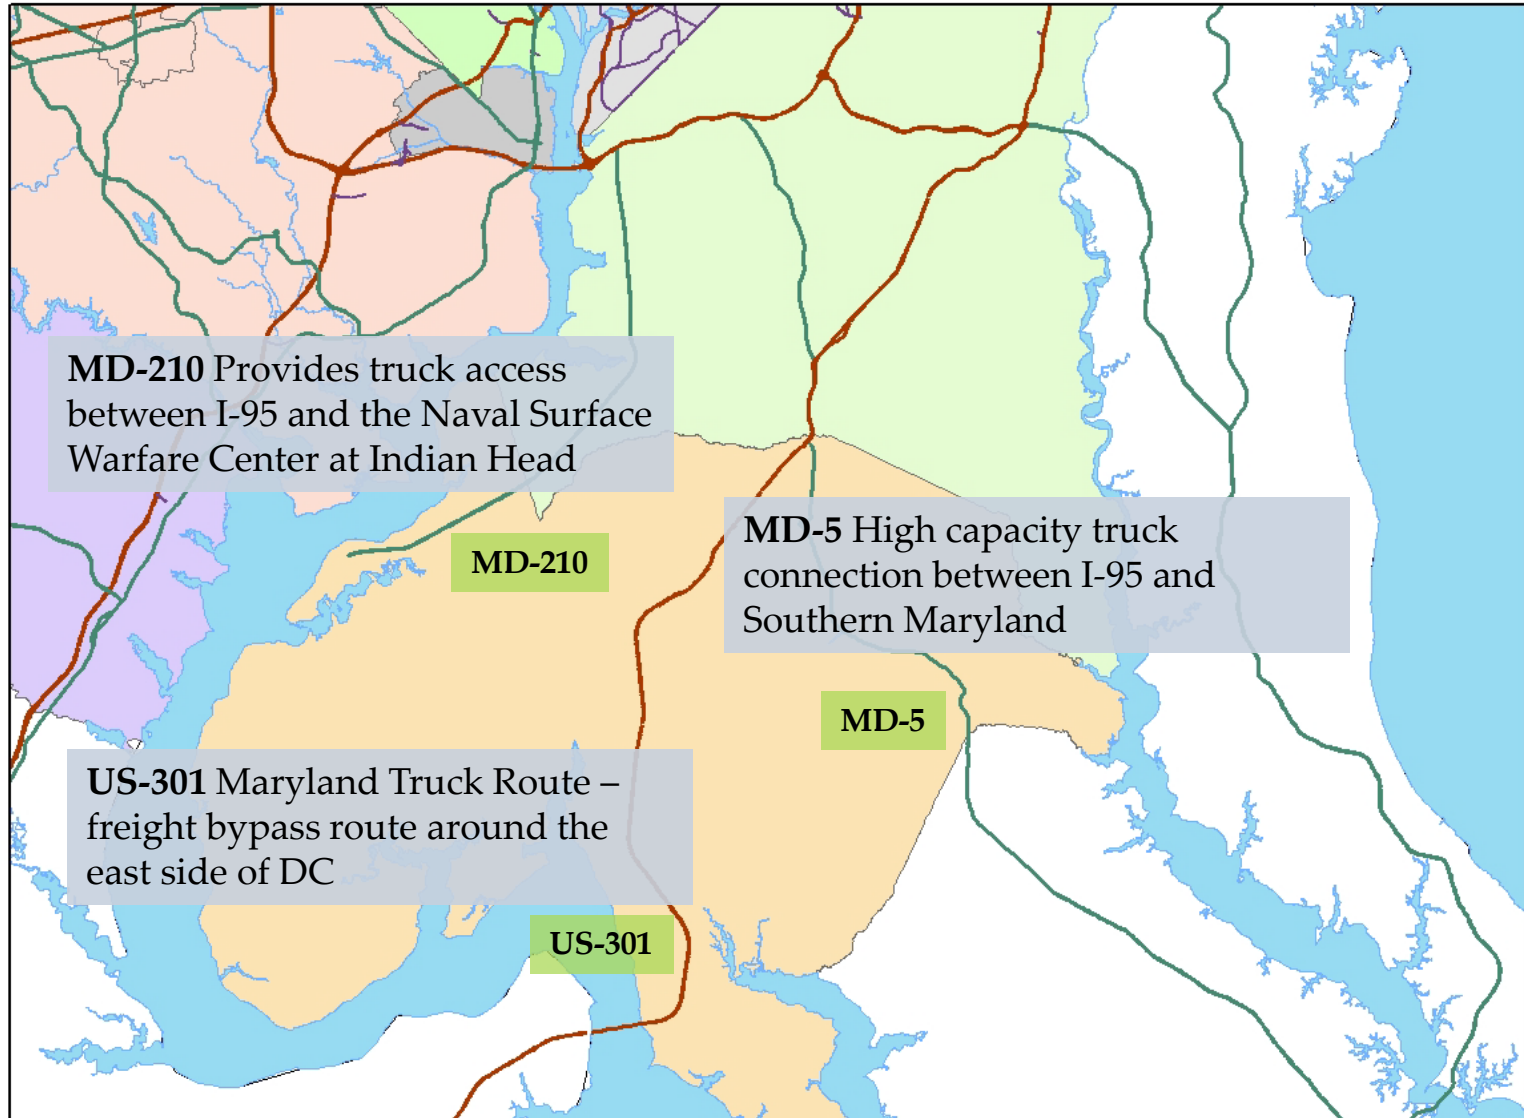 MD-210 Provides truck access
between I-95 and the Naval Surface
Warfare Center at Indian Head
MD-210
MD-5 High capacity truck
connection between I-95 and
Southern Maryland
MD-5
US-301 Maryland Truck Route –
freight bypass route around the
east side of DC
US-301